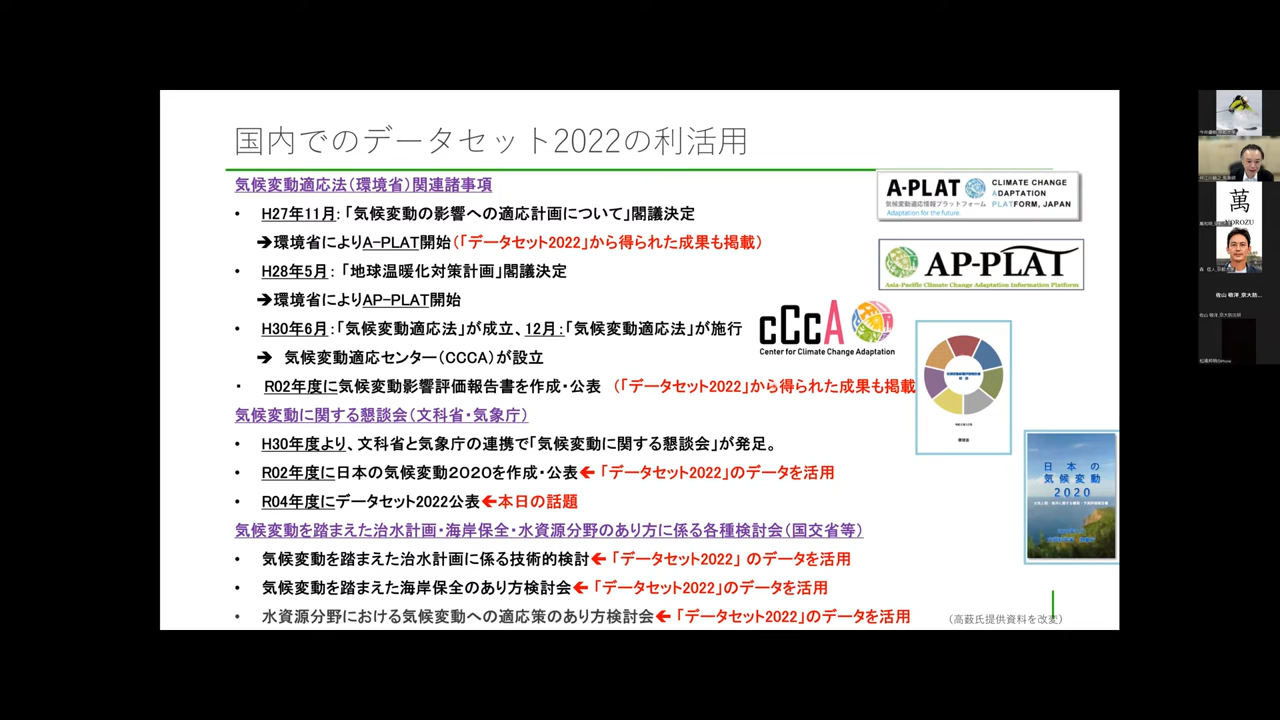 国内でのデータセット2022の利活用
気候変動適応法（環境省）関連諸事項
• H27年11月：「気候変動の影響への適応計画について」閣議決定
➔環境省によりA-PLAT開始（「データセット2022」から得られた成果も掲載）
• H28年5月：「地球温暖化対策計画」閣議決定
➔環境省によりAP-PLAT開始
• H30年6月：「気候変動適応法」が成立、12月：「気候変動適応法」が施行
➔ 気候変動適応センター（CCCA）が設立
・ R02年度に気候変動影響評価報告書を作成・公表 （「データセット2022」から得られた成果も掲載
気候変動に関する懇談会（文科省・気象庁）
• H30年度より、文科省と気象庁の連携で「気候変動に関する懇談会」が発足。
• R02年度に日本の気候変動2020を作成・公表←「データセット2022」のデータを活用
• R04年度にデータセット2022公表←本日の話題
気候変動を踏まえた治水計画・海岸保全・水資源分野のあり方に係る各種検討会（国交省等）
• 気候変動を踏まえた治水計画に係る技術的検討←「データセット2022」 のデータを活用
• 気候変動を踏まえた海岸保全のあり方検討会←「データセット2022」のデータを活用
• 水資源分野における気候変動への適応策のあり方検討会←「データセット2022」のデータを活用
A-PLAT
気候変動適応情報プラットフォーム
Adaptation for the future.
CLIMATE CHANGE
ADAPTATION
PLATFORM, JAPAN
AP-PLAT
Asia-Pacific Climate Change Adaptation Information Platform
cCcA
Center for Climate Change Adaptation
環境省
日本の
気候変動
2020
（高薮氏提供資料を改変）
萬
YOROZU
佐山 敬洋_京大防...